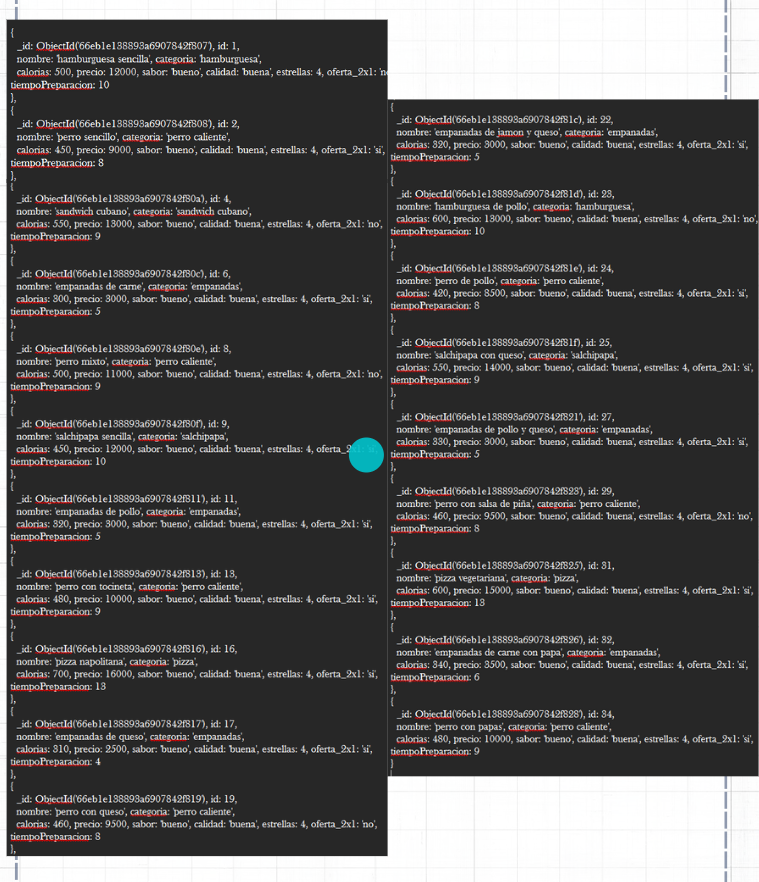 {
_id: ObjectId('66eb1e138893a6907842f807'), id: 1,
nombre: 'hamburguesa sencilla', categoria: 'hamburguesa',
calorias: 500, precio: 12000, sabor: 'bueno', calidad: 'buena', estrellas: 4, oferta_2x1: 'no
tiempoPreparacion: 10
},
{
_id: ObjectId('66eb1e138893a6907842f808'), id: 2,
nombre: 'perro sencillo', categoria: 'perro caliente',
calorias: 450, precio: 9000, sabor: 'bueno', calidad: 'buena', estrellas: 4, oferta_2x1: 'si',
tiempoPreparacion: 8
},
{
_id: ObjectId('66eb1e138893a6907842f80a'), id: 4,
nombre: 'sandwich cubano', categoria: 'sandwich cubano',
calorias: 550, precio: 13000, sabor: 'bueno', calidad: 'buena', estrellas: 4, oferta_2x1: 'no',
tiempoPreparacion: 9
},
{
_id: ObjectId('66eb1e138893a6907842f80c'), id: 6,
nombre: 'empanadas de carne', categoria: 'empanadas',
calorias: 300, precio: 3000, sabor: 'bueno', calidad: 'buena', estrellas: 4, oferta_2x1: 'si',
tiempoPreparacion: 5
},
{
_id: ObjectId('66eb1e138893a6907842f80e'), id: 8,
nombre: 'perro mixto', categoria: 'perro caliente',
calorias: 500, precio: 11000, sabor: 'bueno', calidad: 'buena', estrellas: 4, oferta_2x1: 'no',
tiempoPreparacion: 9
},
{
_id: ObjectId('66eb1e138893a6907842f80f'), id: 9,
nombre: 'salchipapa sencilla', categoria: 'salchipapa',
calorias: 450, precio: 12000, sabor: 'bueno', calidad: 'buena', estrellas: 4, oferta_2x1:
tiempoPreparacion: 10
},
{
_id: ObjectId('66eb1e138893a6907842f811'), id: 11,
nombre: 'empanadas de pollo', categoria: 'empanadas',
calorias: 320, precio: 3000, sabor: 'bueno', calidad: 'buena', estrellas: 4, oferta_2x1: 'si',
tiempoPreparacion: 5
},
{
_id: ObjectId('66eb1e138893a6907842f813'), id: 13,
nombre: 'perro con tocineta', categoria: 'perro caliente',
calorias: 480, precio: 10000, sabor: 'bueno', calidad: 'buena', estrellas: 4, oferta_2x1: 'si',
tiempoPreparacion: 9
},
{
_id: ObjectId('66eb1e138893a6907842f816'), id: 16,
nombre: 'pizza napolitana', categoria: 'pizza',
calorias: 700, precio: 16000, sabor: 'bueno', calidad: 'buena', estrellas: 4, oferta_2x1: 'si',
tiempoPreparacion: 13
},
{
_id: ObjectId('66eb1e138893a6907842f817'), id: 17,
nombre: 'empanadas de queso', categoria: 'empanadas',
calorias: 310, precio: 2500, sabor: 'bueno', calidad: 'buena', estrellas: 4, oferta_2x1: 'si',
tiempoPreparacion: 4
},
{
_id: ObjectId('66eb1e138893a6907842f819'), id: 19,
nombre: 'perro con queso', categoria: 'perro caliente',
calorias: 460, precio: 9500, sabor: 'bueno', calidad: 'buena', estrellas: 4, oferta_2x1: 'no',
tiempoPreparacion: 8
},
{
_id: ObjectId('66eb1e138893a6907842f81c'), id: 22,
nombre: 'empanadas de jamon y queso', categoria: 'empanadas',
calorias: 320, precio: 3000, sabor: 'bueno', calidad: 'buena', estrellas: 4, oferta_2x1: 'si',
tiempoPreparacion: 5
},
{
_id: ObjectId('66eb1e138893a6907842f81d'), id: 23,
nombre: 'hamburguesa de pollo', categoria: 'hamburguesa',
calorias: 600, precio: 13000, sabor: 'bueno', calidad: 'buena', estrellas: 4, oferta_2x1: 'no',
tiempoPreparacion: 10
},
{
_id: ObjectId('66eb1e138893a6907842f81e'), id: 24,
nombre: 'perro de pollo', categoria: 'perro caliente',
calorias: 420, precio: 8500, sabor: 'bueno', calidad: 'buena', estrellas: 4, oferta_2x1: 'si',
tiempoPreparacion: 8
},
{
_id: ObjectId('66eb1e138893a6907842f81f'), id: 25,
nombre: 'salchipapa con queso', categoria: 'salchipapa',
calorias: 550, precio: 14000, sabor: 'bueno', calidad: 'buena', estrellas: 4, oferta_2x1: 'si',
tiempoPreparacion: 9
},
{
_id: ObjectId('66eb1e138893a6907842f821'), id: 27,
nombre: 'empanadas de pollo y queso', categoria: 'empanadas',
calorias: 330, precio: 3000, sabor: 'bueno', calidad: 'buena', estrellas: 4, oferta_2x1: 'si',
tiempoPreparacion: 5
},
{
_id: ObjectId('66eb1e138893a6907842f823'), id: 29,
nombre: 'perro con salsa de piña', categoria: 'perro caliente',
calorias: 460, precio: 9500, sabor: 'bueno', calidad: 'buena', estrellas: 4, oferta_2x1: 'no',
tiempoPreparacion: 8
},
{
_id: ObjectId('66eb1e138893a6907842f825'), id: 31,
nombre: 'pizza vegetariana', categoria: 'pizza',
calorias: 600, precio: 15000, sabor: 'bueno', calidad: 'buena', estrellas: 4, oferta_2x1: 'si',
tiempoPreparacion: 13
},
{
_id: ObjectId('66eb1e138893a6907842f826'), id: 32,
nombre: 'empanadas de carne con papa', categoria: 'empanadas',
calorias: 340, precio: 3500, sabor: 'bueno', calidad: 'buena', estrellas: 4, oferta_2x1: 'si',
tiempoPreparacion: 6
},
{
_id: ObjectId('66eb1e138893a6907842f828'), id: 34,
nombre: 'perro con papas', categoria: 'perro caliente',
calorias: 480, precio: 10000, sabor: 'bueno', calidad: 'buena', estrellas: 4, oferta_2x1: 'si',
tiempoPreparacion: 9
}